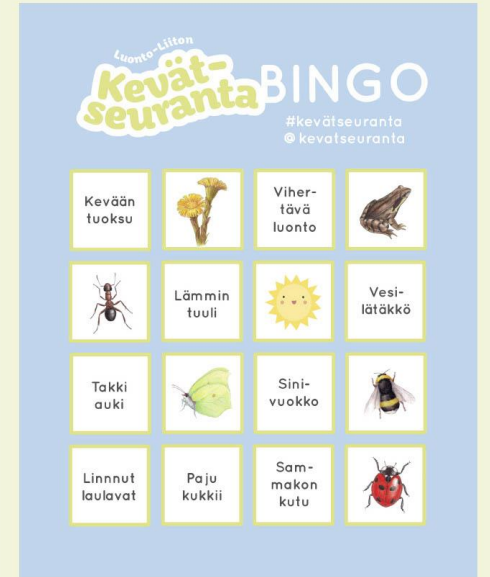 Luonto-Liiton
Kevät-
seuranta BINGO
#kevätseuranta
@kevatseuranta
Kevään
tuoksu
Viher-
tävä
luonto
Lämmin
tuuli
Vesi-
lätäkkö
Takki
auki
Sini-
vuokko
Linnnut
laulavat
Paju
kukkii
Sam-
makon
kutu